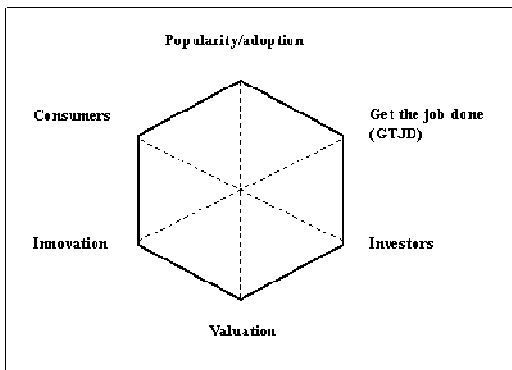 Popularity/adoption
Consumers
Get the job done
(GTJD)
Innovation
Investors
Valuation